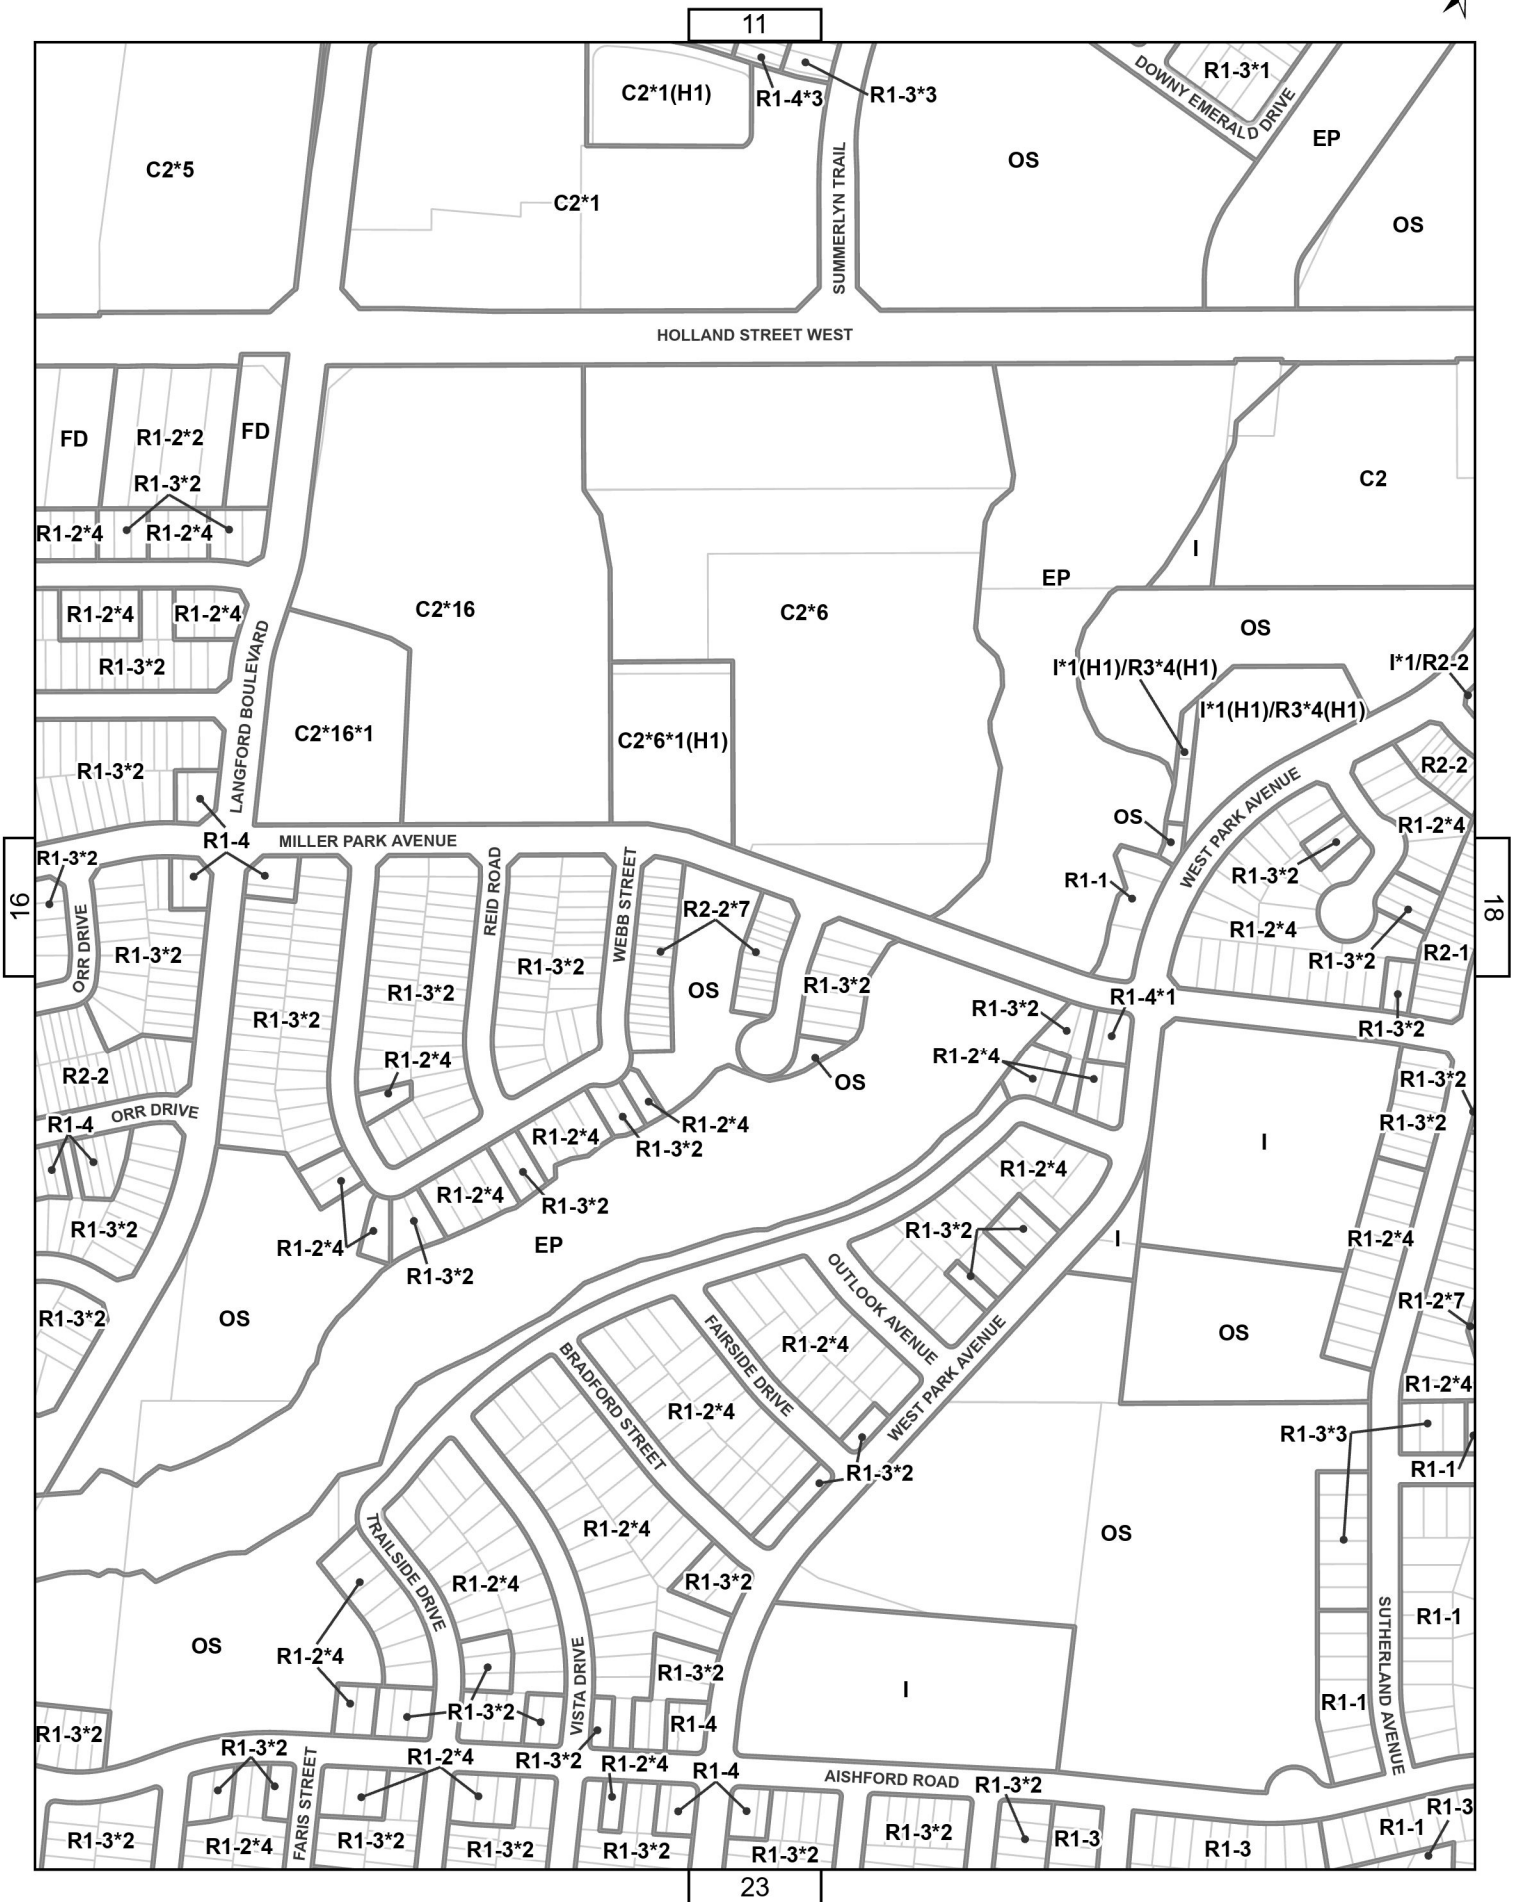 11
R1-3*1
DOWNY EMERALD DRIVE
C2*1(H1)
R1-4*3
R1-3*3
EP
C2*5
OS
C2*1
SUMMERLYN TRAIL
OS
HOLLAND STREET WEST
FD
R1-2*2
FD
R1-3*2
C2
R1-2*4
R1-2*4
I
EP
R1-2*4
R1-2*4
C2*16
C2*6
OS
R1-3*2
I*1(H1)/R3*4(H1)
I*1/R2-2
LANGFORD BOULEVARD
I*1(H1)/R3*4(H1)
C2*16*1
C2*6*1(H1)
R1-3*2
R2-2
WEST PARK AVENUE
OS
R1-2*4
R1-4
MILLER PARK AVENUE
R1-3*2
R1-3*2
R1-1
16
18
ORR DRIVE
REID ROAD
WEBB STREET
R2-2*7
R1-2*4
R1-3*2
R1-3*2
R2-1
R1-3*2
R1-3*2
OS
R1-3*2
R1-3*2
R1-4*1
R1-3*2
R1-3*2
R1-3*2
R1-2*4
R1-2*4
R2-2
OS
R1-3*2
ORR DRIVE
R1-4
R1-2*4
R1-2*4
R1-3*2
R1-3*2
I
R1-2*4
R1-2*4
R1-3*2
R1-3*2
R1-3*2
R1-2*4
I
R1-2*4
EP
R1-3*2
OUTLOOK AVENUE
R1-3*2
OS
R1-2*7
FAIRSIDE DRIVE
R1-2*4
OS
WEST PARK AVENUE
BRADFORD STREET
R1-2*4
R1-2*4
R1-3*3
R1-3*2
R1-1
TRAILSIDE DRIVE
R1-2*4
OS
R1-2*4
R1-3*2
SUTHERLAND AVENUE
R1-1
OS
R1-2*4
VISTA DRIVE
R1-3*2
I
R1-1
R1-3*2
R1-3*2
R1-4
R1-3*2
FARIS STREET
R1-2*4
R1-3*2
R1-2*4
R1-4
AISHFORD ROAD
R1-3*2
R1-3
R1-1
R1-3*2
R1-2*4
R1-3*2
R1-3*2
R1-3*2
R1-3*2
R1-3*2
R1-3
R1-3
23